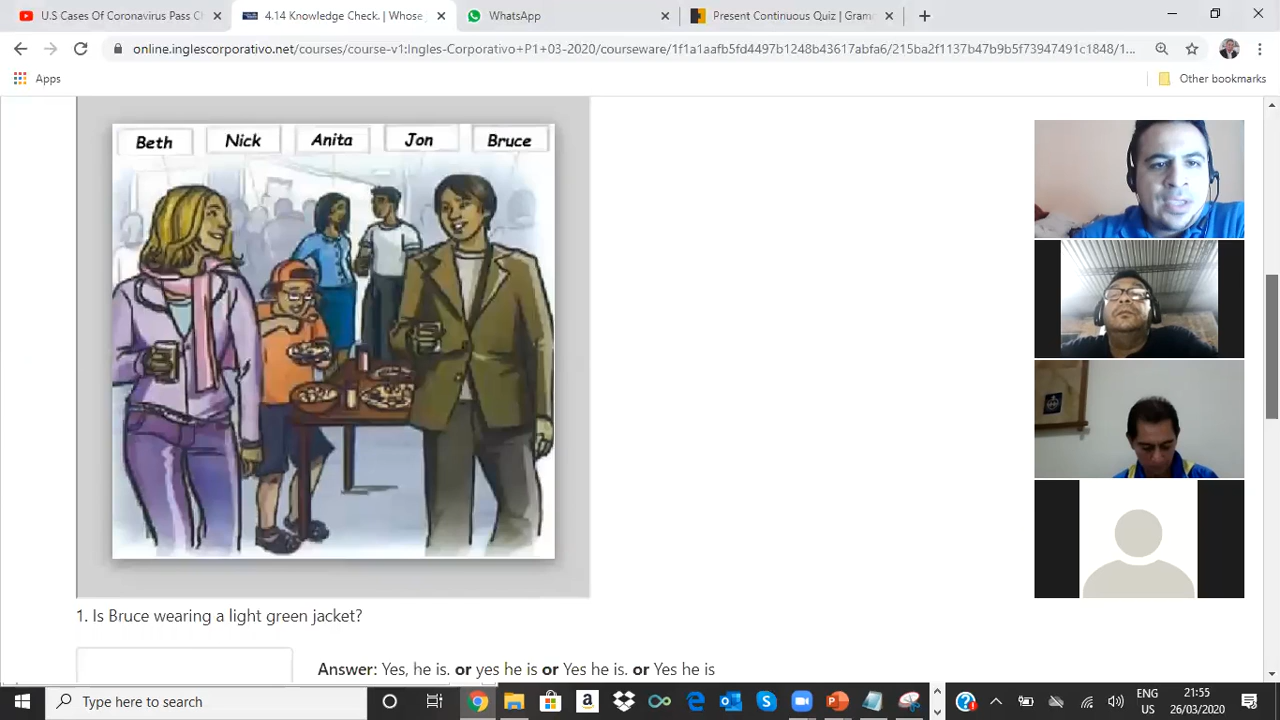 U.S Cases Of Coronavirus Pass Cl
4.14 Knowledge Check. | Whose J
WhatsApp
Present Continuous Quiz | Gram
online.inglescorporativo.net/courses/course-v1:Ingles-Corporativo+P1+03-2020/courseware/1f1a1aafb5fd4497b1248b43617abfa6/215ba2f1137b47b9b5f73947491c1848/1...
Apps
Other bookmarks
Beth Nick Anita Jon Bruce
1. Is Bruce wearing a light green jacket?
Answer: Yes, he is. or yes he is or Yes he is. or Yes he is
Type here to search
ENG
US
21:55
26/03/2020